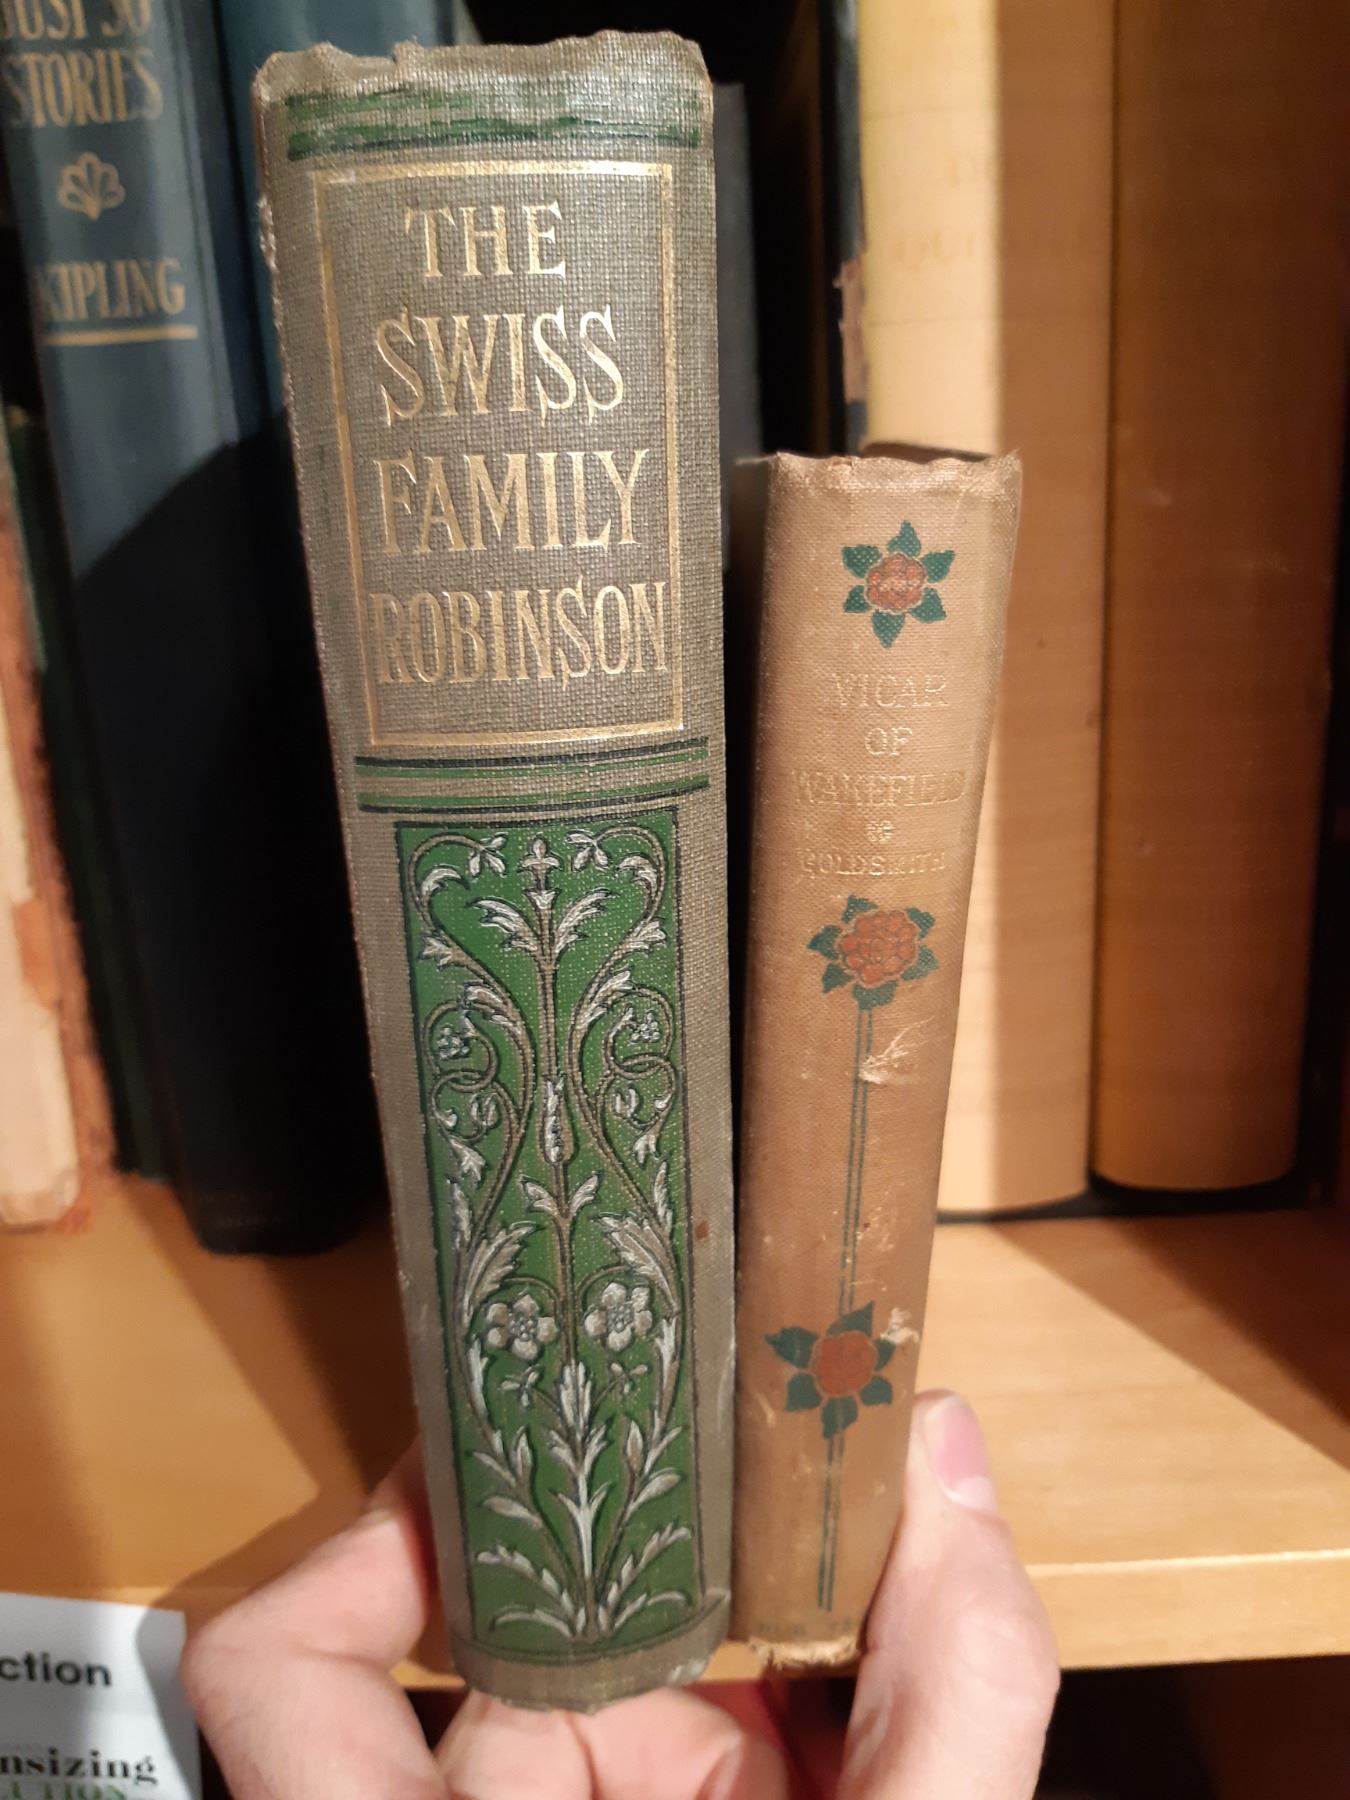 JUST SO
STORIES
KIPLING
THE
SWISS
FAMILY
ROBINSON
VICAR
OF
WAKEFIELD
GOLDSMITH
ction
nsizing